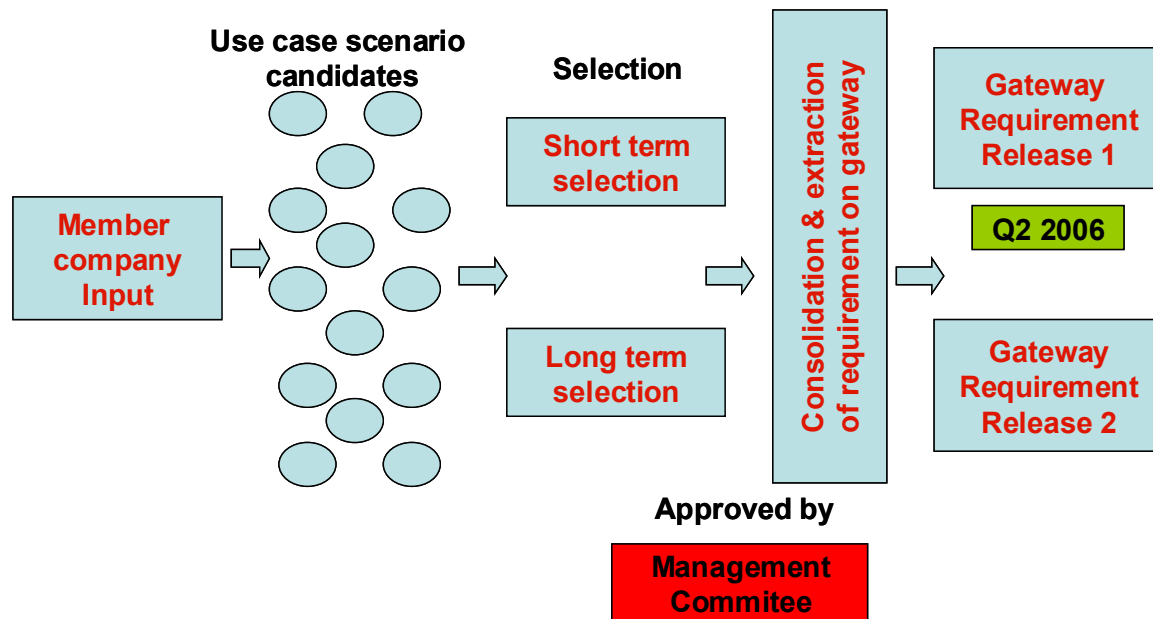 Use case scenario
candidates
Member
company
Input
Selection
Short term
selection
Long term
selection
Consolidation & extraction
of requirement on gateway
Gateway
Requirement
Release 1
Q2 2006
Gateway
Requirement
Release 2
Approved by
Management
Commitee